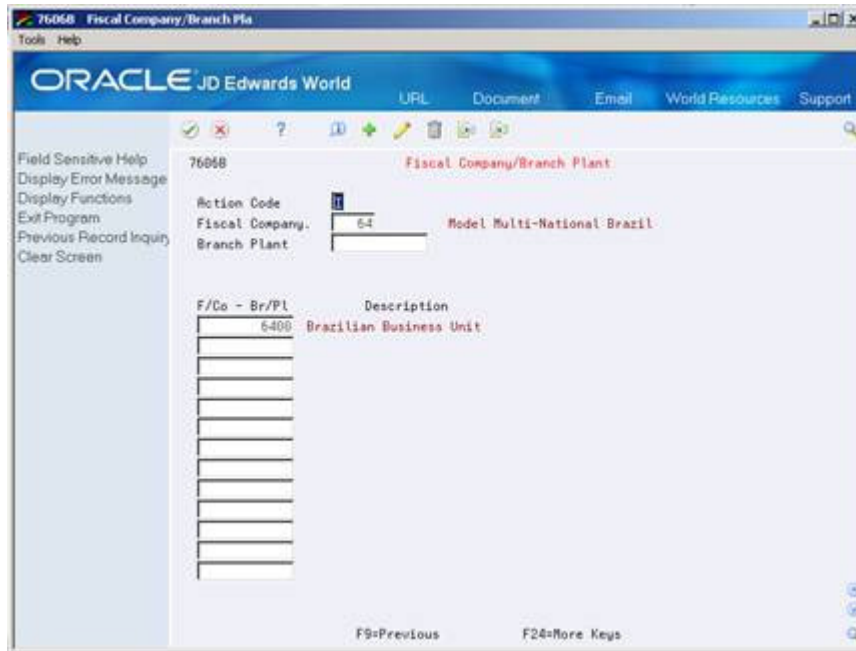 76068 Fiscal Company/Branch Pla
Tools Help
ORACLE JD Edwards World
URL Document Email World Resources Support
Field Sensitive Help
Display Error Message
Display Functions
Exit Program
Previous Record Inquiry
Clear Screen
76068 Fiscal Company/Branch Plant
Action Code I
Fiscal Company. 64 Model Multi-National Brazil
Branch Plant
F/Co - Br/Pl Description
6400 Brazilian Business Unit
F9=Previous F24=More Keys